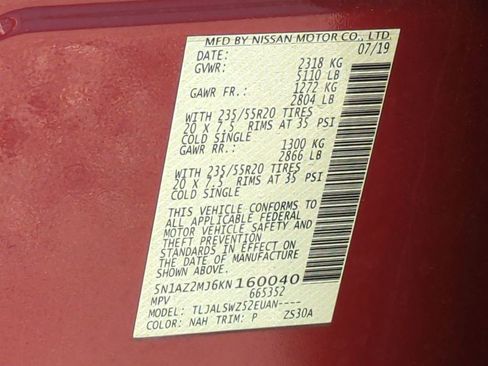 MFD BY NISSAN MOTOR CO., LTD.
DATE: 07/19
GVWR: 2318 KG
5110 LB
GAWR FR.: 1272 KG
2804 LB
WITH 235/55R20 TIRES
20 X 7.5 RIMS AT 35 PSI
COLD SINGLE
GAWR RR.: 1300 KG
2866 LB
WITH 235/55R20 TIRES
20 X 7.5 RIMS AT 35 PSI
COLD SINGLE
THIS VEHICLE CONFORMS TO
ALL APPLICABLE FEDERAL
MOTOR VEHICLE SAFETY AND
THEFT PREVENTION
STANDARDS IN EFFECT ON
THE DATE OF MANUFACTURE
SHOWN ABOVE.
5N1AZ2MJ6KN160040
MPV 665352
MODEL: TLJALSWZ52EUAN----
COLOR: NAH TRIM: P ZS30A